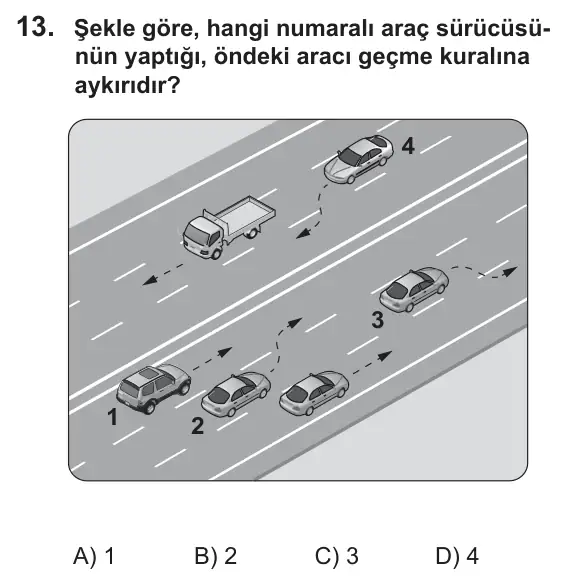 13. Şekle göre, hangi numaralı araç sürücüsü-
nün yaptığı, öndeki aracı geçme kuralına
aykırıdır?
4
3
1
2
A) 1 B) 2 C) 3 D) 4